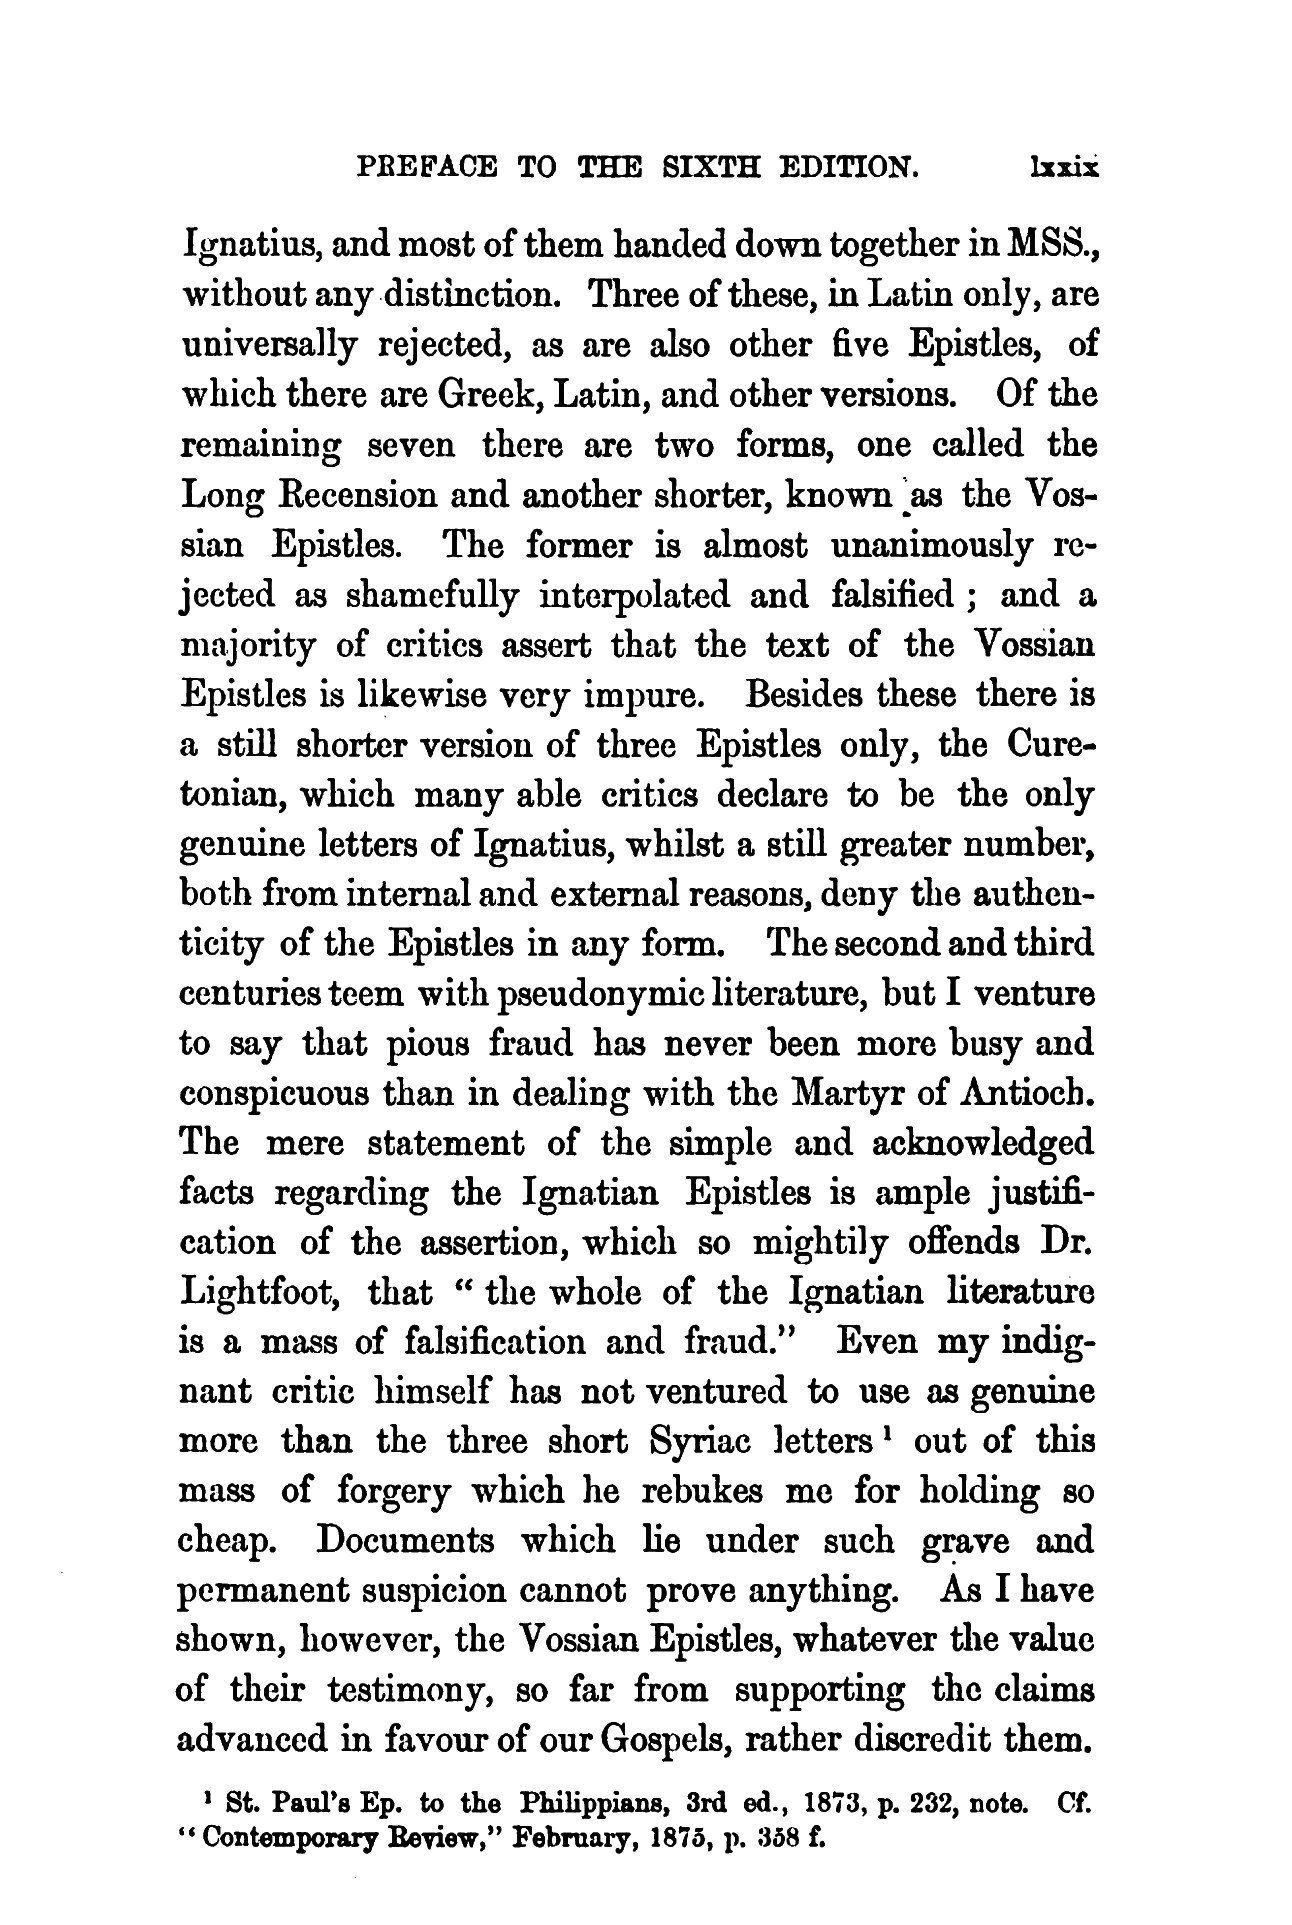 PREFACE TO THE SIXTH EDITION. lxxix
Ignatius, and most of them handed down together in MSS.,
without any distinction. Three of these, in Latin only, are
universally rejected, as are also other five Epistles, of
which there are Greek, Latin, and other versions. Of the
remaining seven there are two forms, one called the
Long Recension and another shorter, known as the Vos-
sian Epistles. The former is almost unanimously re-
jected as shamefully interpolated and falsified ; and a
majority of critics assert that the text of the Vossian
Epistles is likewise very impure. Besides these there is
a still shorter version of three Epistles only, the Cure-
tonian, which many able critics declare to be the only
genuine letters of Ignatius, whilst a still greater number,
both from internal and external reasons, deny the authen-
ticity of the Epistles in any form. The second and third
centuries teem with pseudonymic literature, but I venture
to say that pious fraud has never been more busy and
conspicuous than in dealing with the Martyr of Antioch.
The mere statement of the simple and acknowledged
facts regarding the Ignatian Epistles is ample justifi-
cation of the assertion, which so mightily offends Dr.
Lightfoot, that “ the whole of the Ignatian literature
is a mass of falsification and fraud.” Even my indig-
nant critic himself has not ventured to use as genuine
more than the three short Syriac letters ¹ out of this
mass of forgery which he rebukes me for holding so
cheap. Documents which lie under such grave and
permanent suspicion cannot prove anything. As I have
shown, however, the Vossian Epistles, whatever the value
of their testimony, so far from supporting the claims
advanced in favour of our Gospels, rather discredit them.
¹ St. Paul’s Ep. to the Philippians, 3rd ed., 1873, p. 232, note. Cf.
“ Contemporary Review,” February, 1875, p. 358 f.